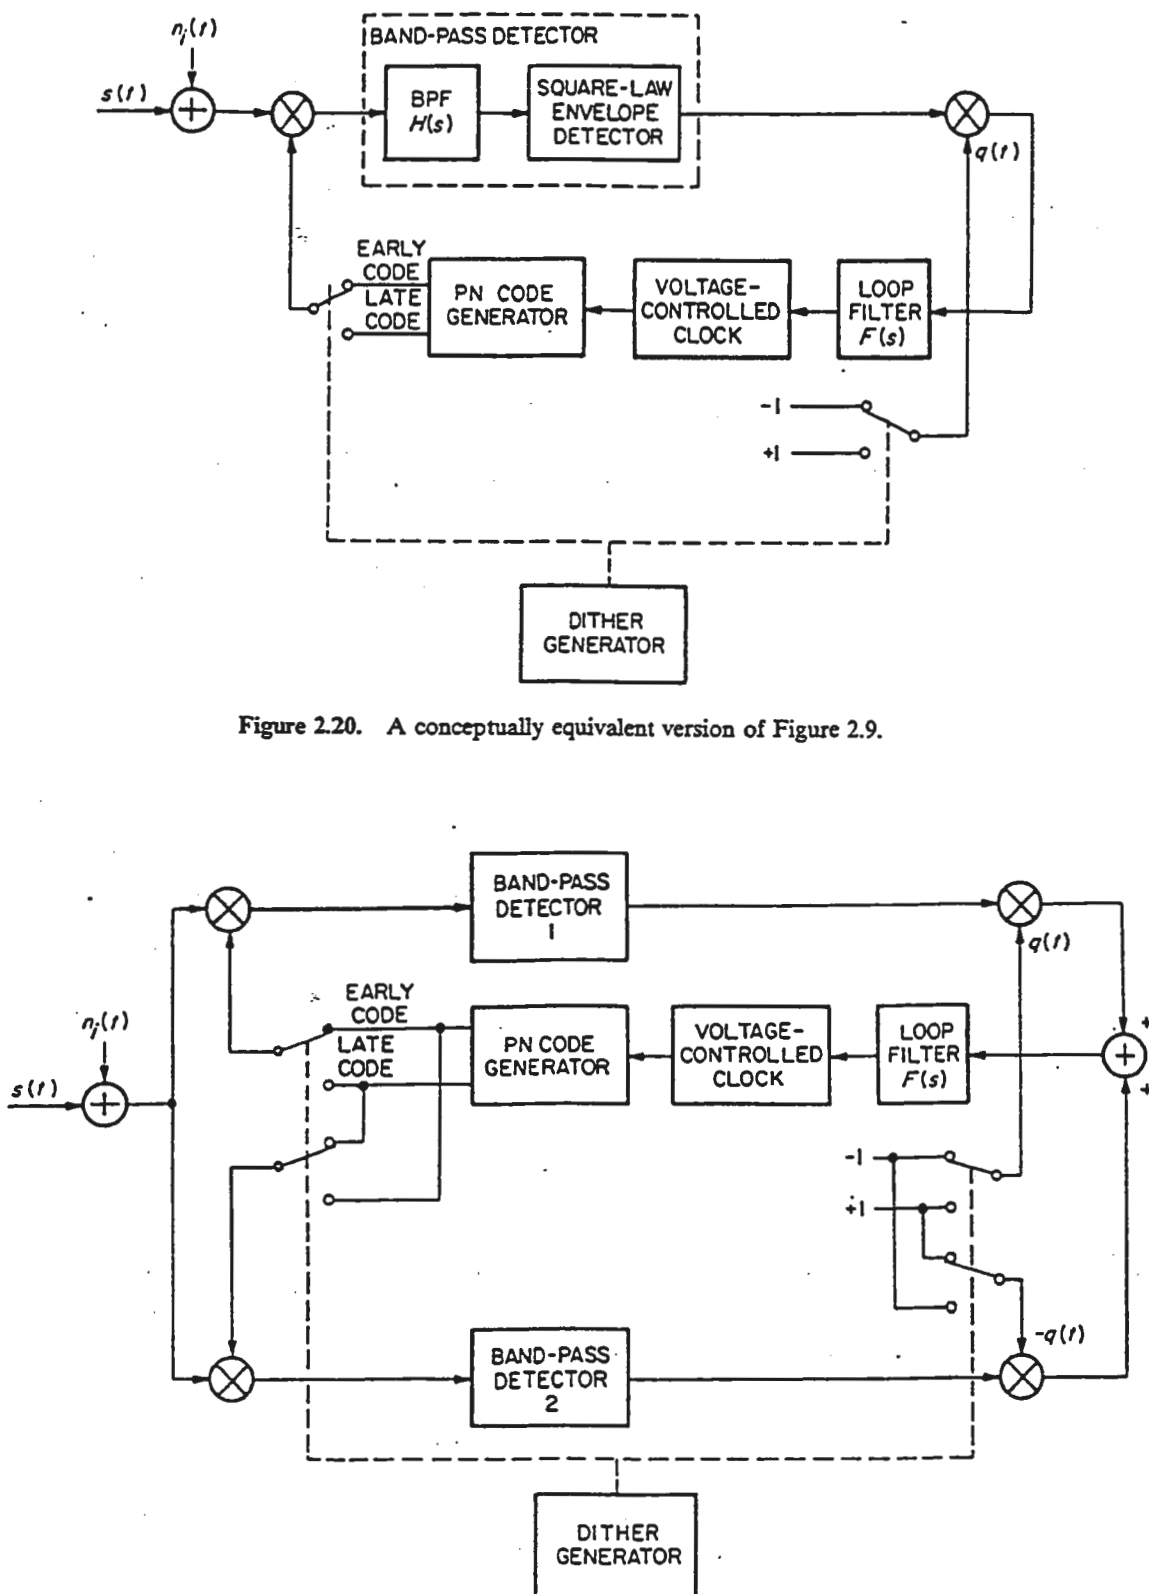 n_i(t)
BAND-PASS DETECTOR
s(t)
BPF
H(s)
SQUARE-LAW
ENVELOPE
DETECTOR
q(t)
EARLY
CODE
LATE
CODE
PN CODE
GENERATOR
VOLTAGE-
CONTROLLED
CLOCK
LOOP
FILTER
F(s)
-1
+1
DITHER
GENERATOR
Figure 2.20. A conceptually equivalent version of Figure 2.9.
BAND-PASS
DETECTOR
1
q(t)
n_i(t)
s(t)
EARLY
CODE
LATE
CODE
PN CODE
GENERATOR
VOLTAGE-
CONTROLLED
CLOCK
LOOP
FILTER
F(s)
+
+
-1
+1
-q(t)
BAND-PASS
DETECTOR
2
DITHER
GENERATOR